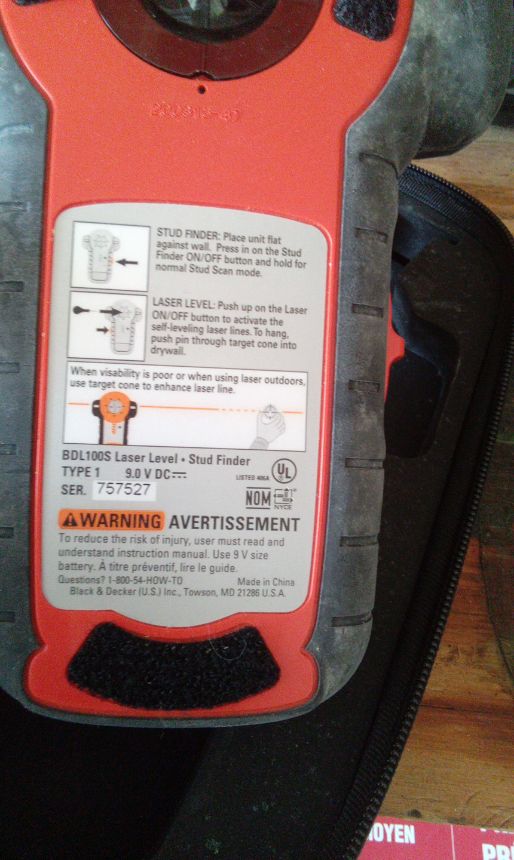 STUD FINDER: Place unit flat
against wall. Press in on the Stud
Finder ON/OFF button and hold for
normal Stud Scan mode.
LASER LEVEL: Push up on the Laser
ON/OFF button to activate the
self-leveling laser lines. To hang,
push pin through target cone into
drywall.
When visability is poor or when using laser outdoors,
use target cone to enhance laser line.
BDL100S Laser Level • Stud Finder
TYPE 1 9.0 V DC
LISTED 406A UL
SER. 757527
NOM NYCE
WARNING AVERTISSEMENT
To reduce the risk of injury, user must read and
understand instruction manual. Use 9 V size
battery. À titre préventif, lire le guide.
Questions? 1-800-54-HOW-TO Made in China
Black & Decker (U.S.) Inc., Towson, MD 21286 U.S.A.
OYEN